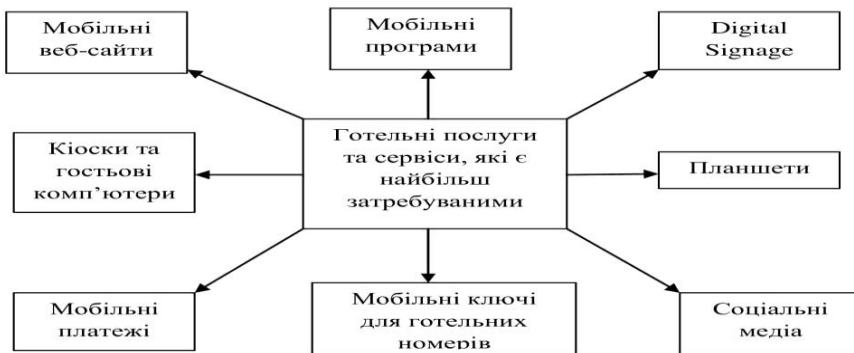 Мобільні
веб-сайти
Мобільні
програми
Digital
Signage
Кіоски та
гостьові
комп’ютери
Готельні послуги
та сервіси, які є
найбільш
затребуваними
Планшети
Мобільні
платежі
Мобільні ключі
для готельних
номерів
Соціальні
медіа